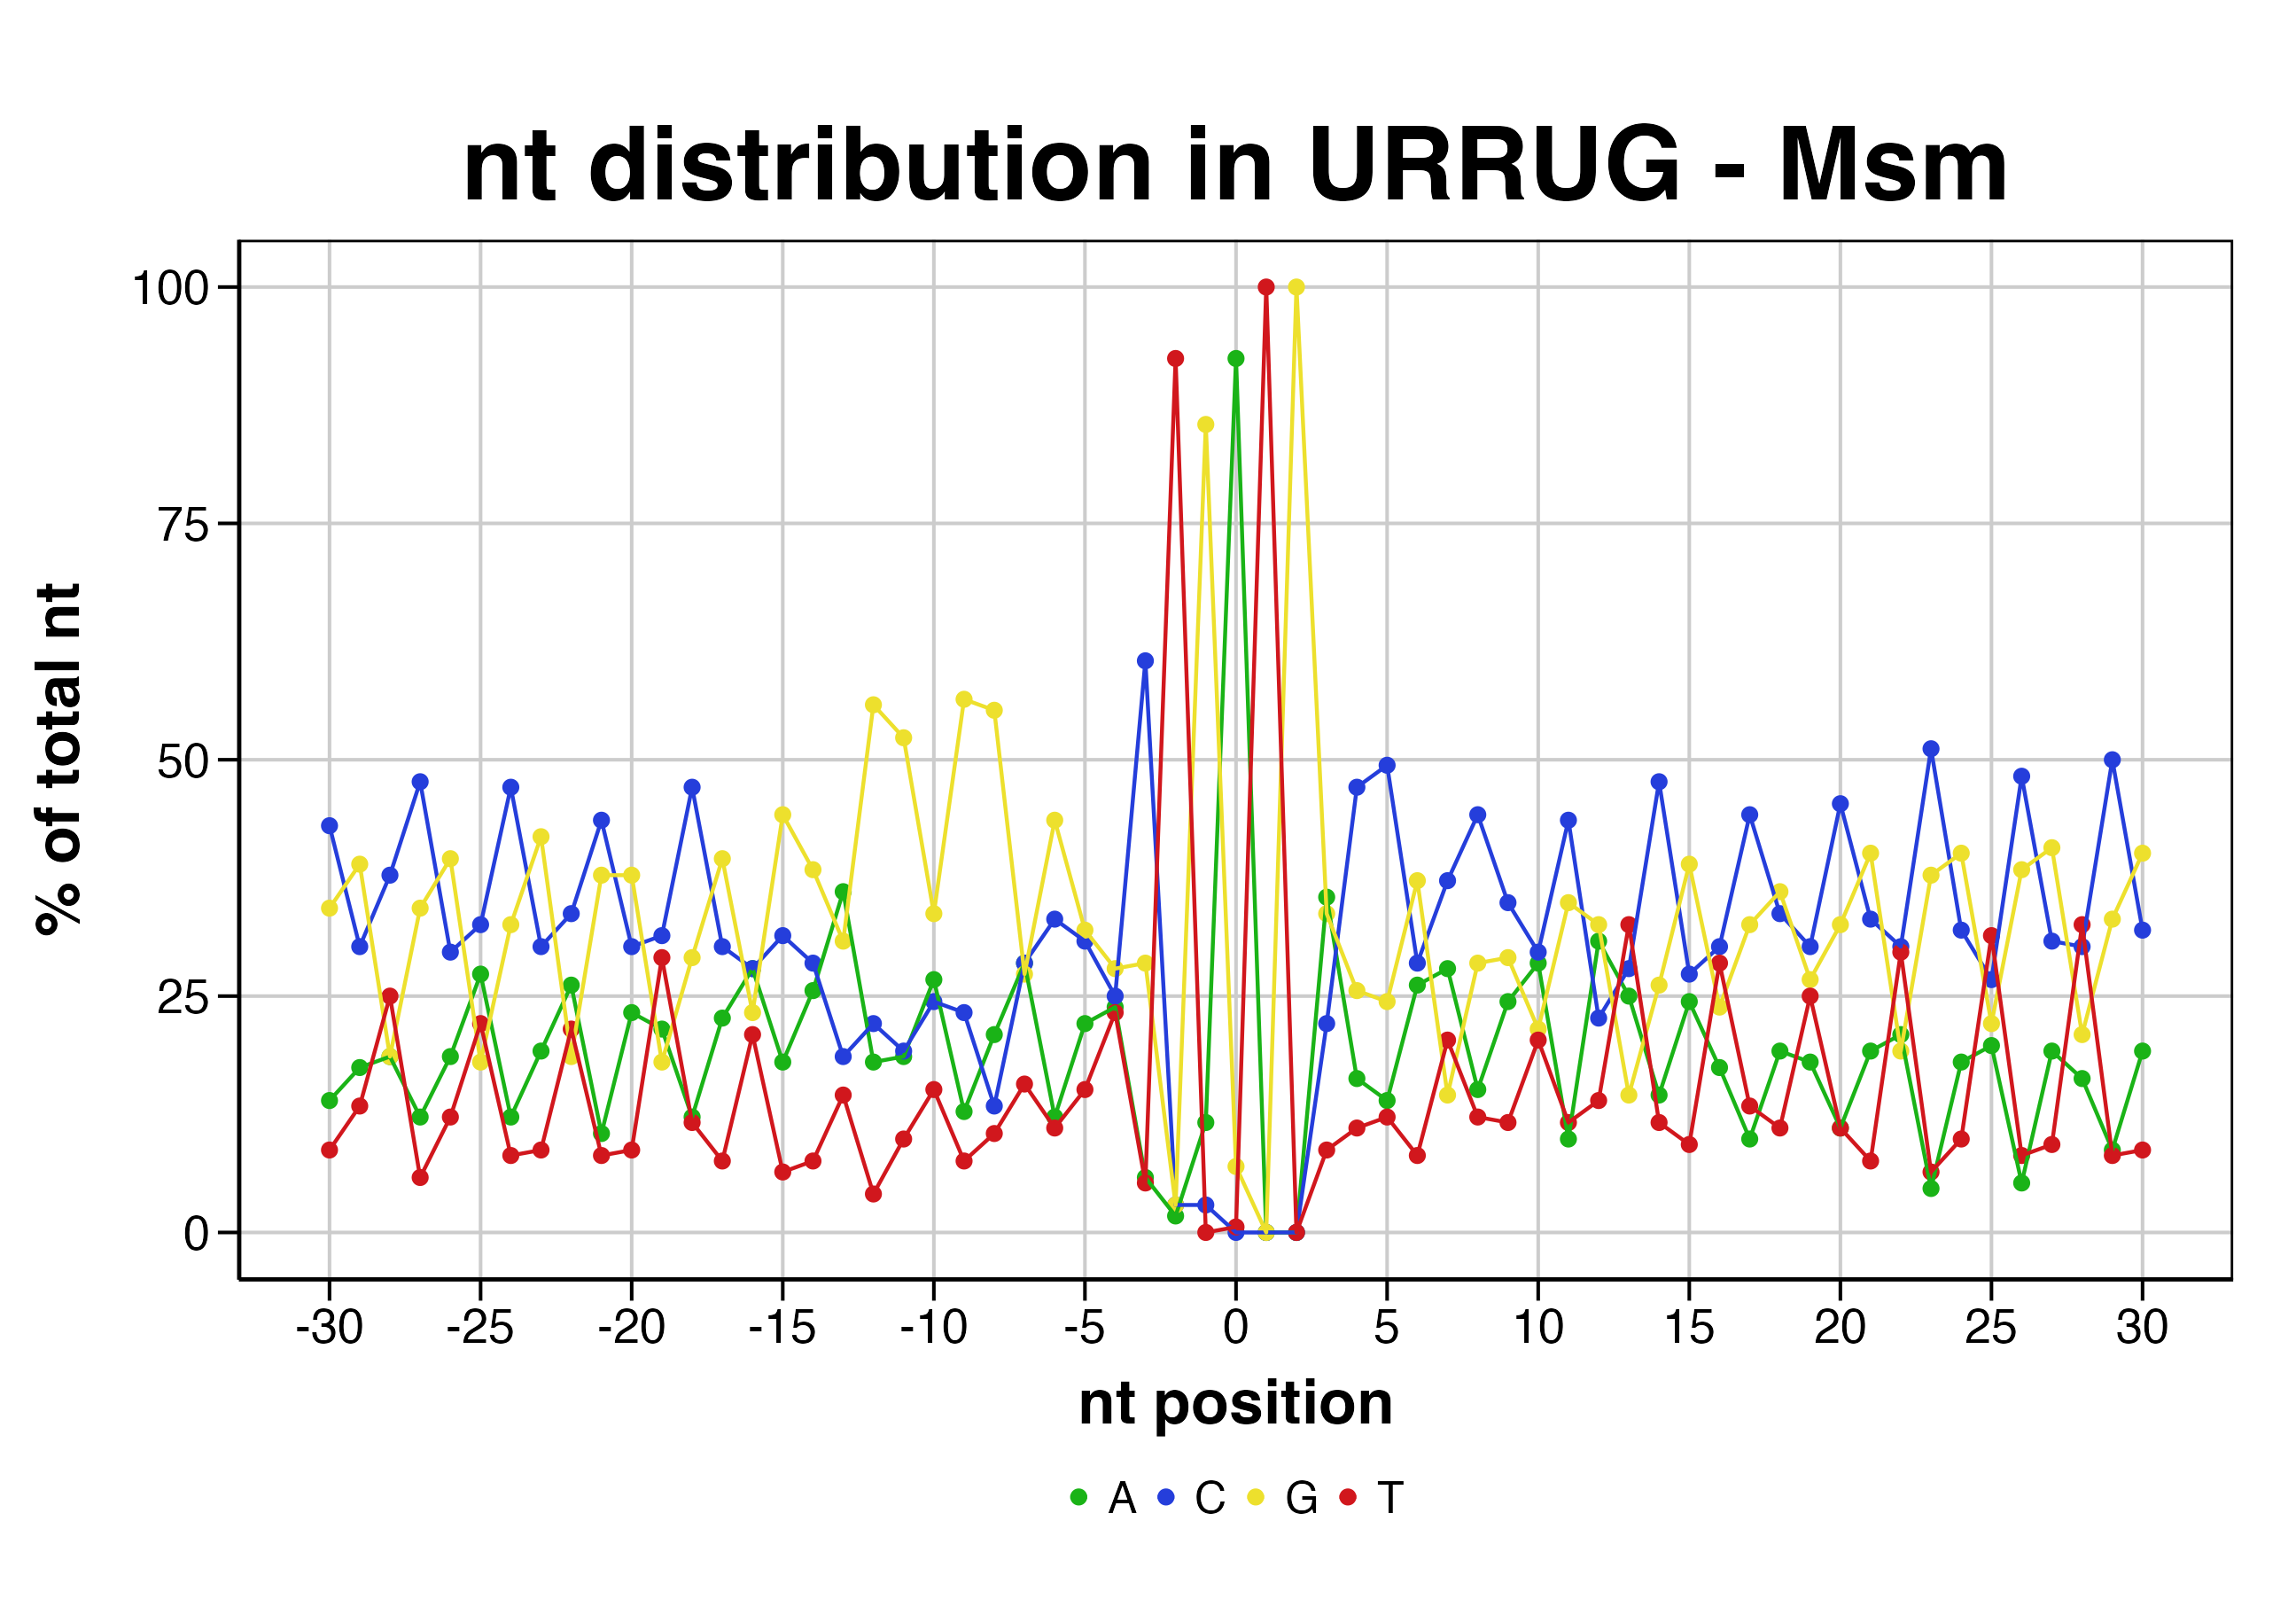 nt distribution in URRUG - Msm
% of total nt
100
75
50
25
0
-30 -25 -20 -15 -10 -5 0 5 10 15 20 25 30
nt position
A C G T